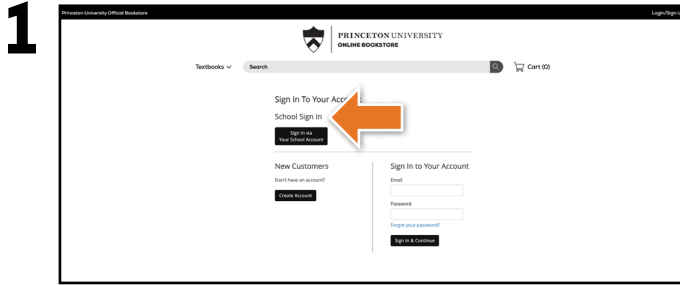 1
Princeton University Official Bookstore
Login/Sign U
PRINCETON UNIVERSITY
ONLINE BOOKSTORE
Textbooks
Search
Cart (0)
Sign In To Your
School Sign In
Sign In via
Your School Account
New Customers
Don't have an account?
Create Account
Sign In to Your Account
Email
Password
Forgot your password?
Sign In & Continue